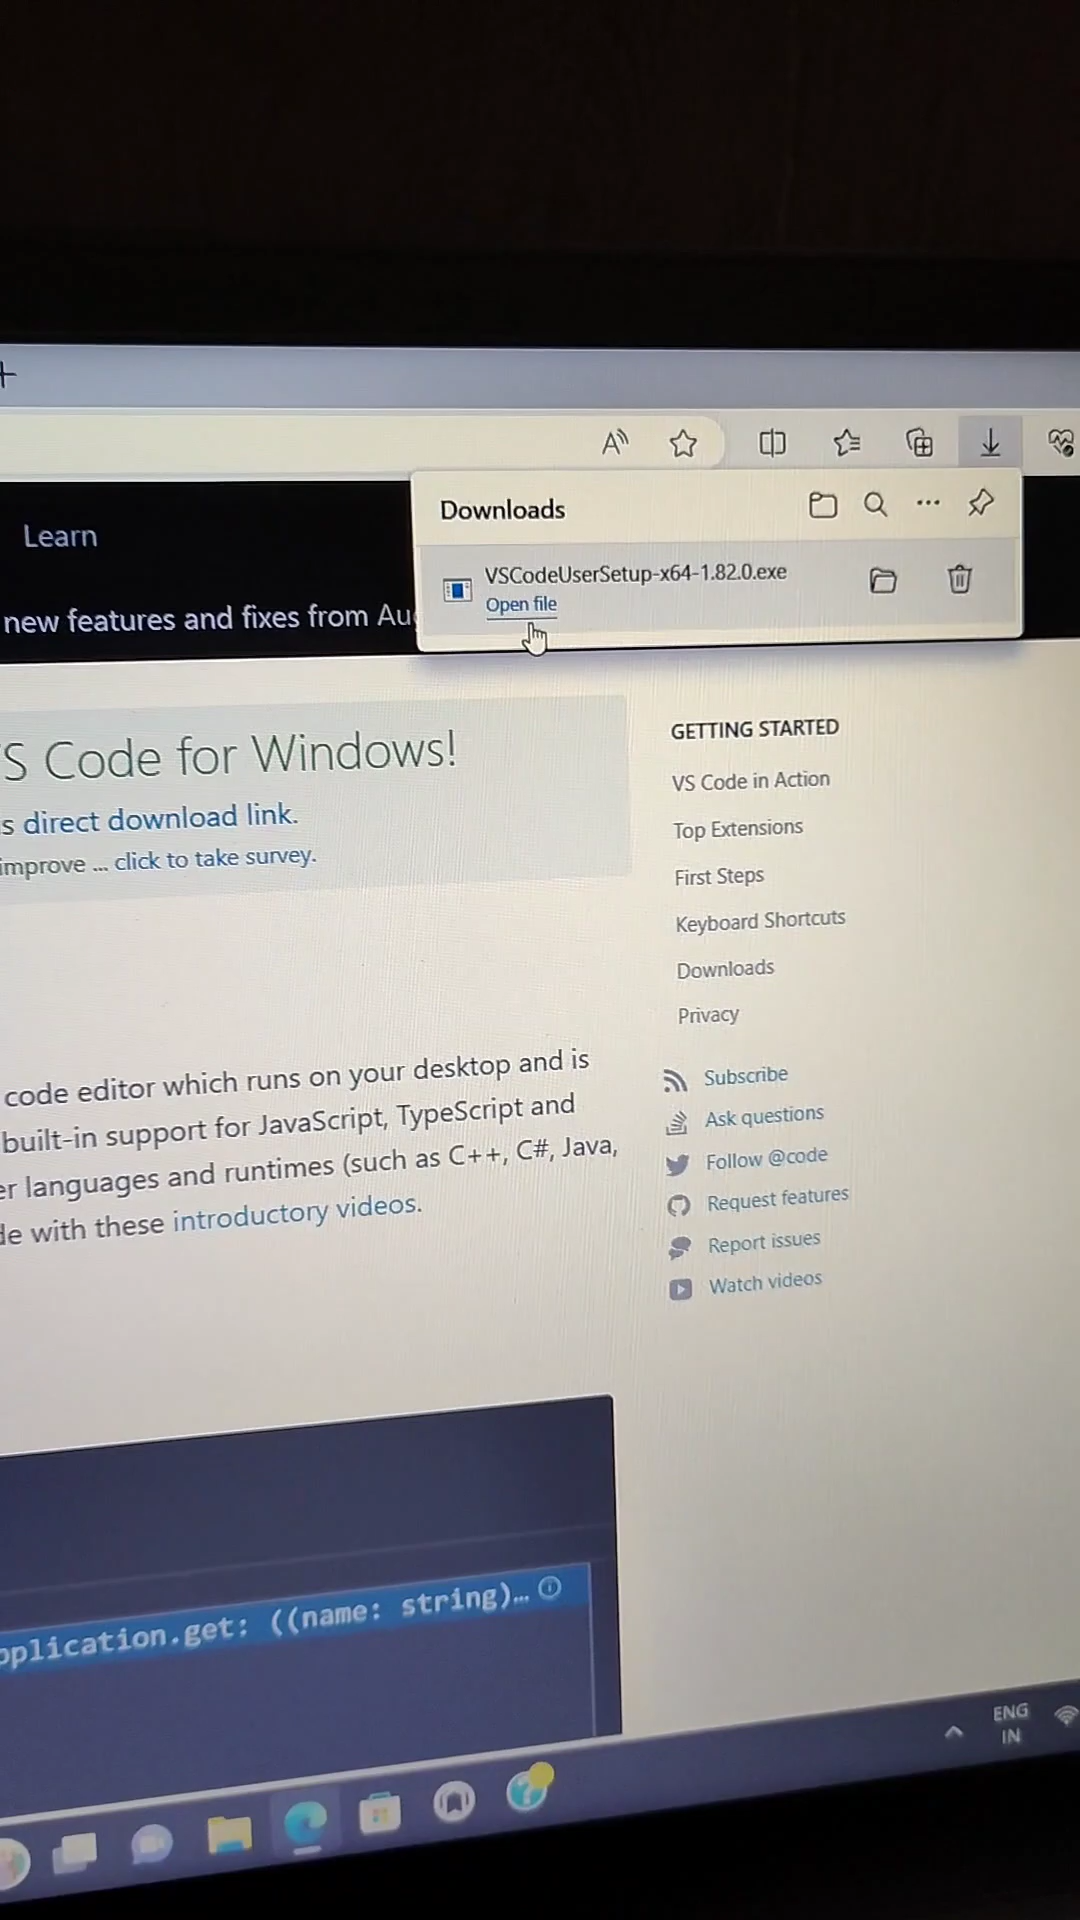 Learn
new features and fixes from Au
Downloads
VSCodeUserSetup-x64-1.82.0.exe
Open file
S Code for Windows!
s direct download link.
improve ... click to take survey.
GETTING STARTED
VS Code in Action
Top Extensions
First Steps
Keyboard Shortcuts
Downloads
Privacy
Subscribe
Ask questions
Follow @code
Request features
Report issues
Watch videos
code editor which runs on your desktop and is
built-in support for JavaScript, TypeScript and
er languages and runtimes (such as C++, C#, Java,
de with these introductory videos.
pplication.get: ((name: string)...
ENG
IN